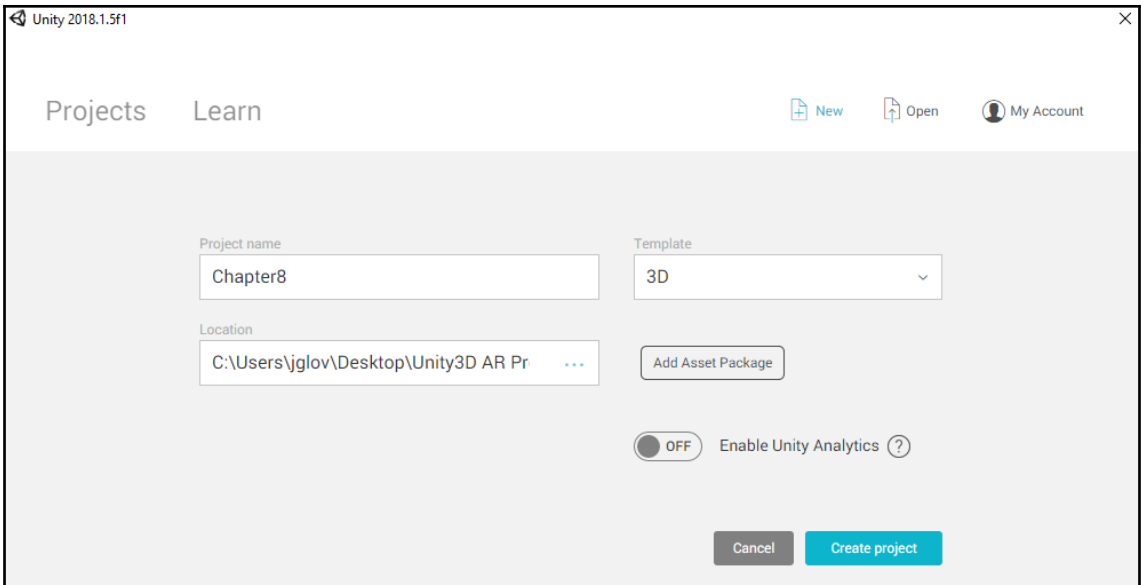 Unity 2018.1.5f1
Projects Learn New Open My Account
Project name Template
Chapter8 3D
Location
C:\Users\jglov\Desktop\Unity3D AR Pr ... Add Asset Package
OFF Enable Unity Analytics ?
Cancel Create project